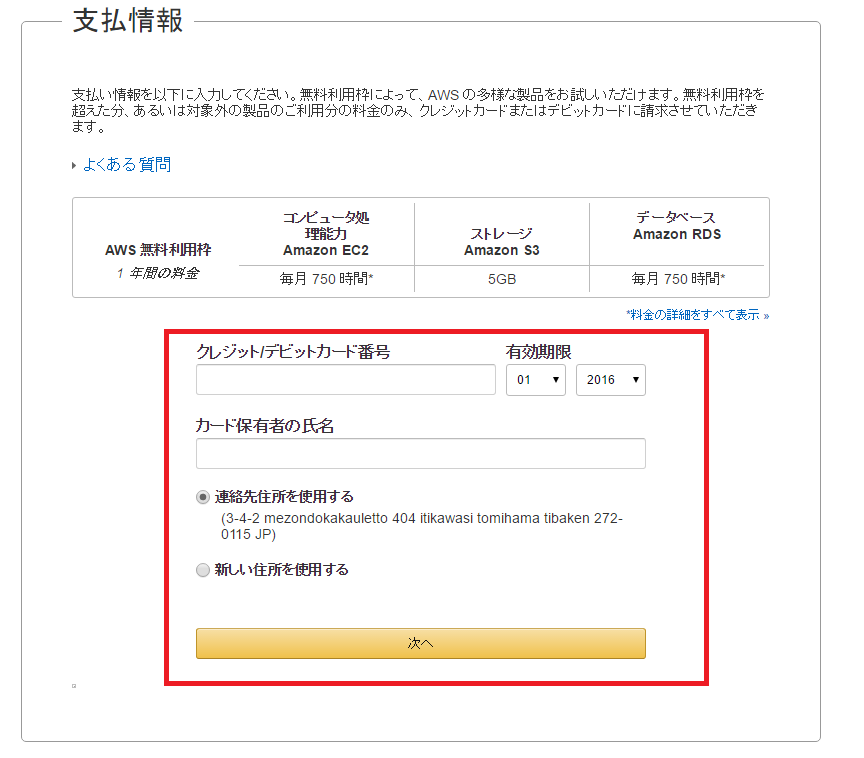 支払情報
支払い情報を以下に入力してください。無料利用枠によって、AWS の多様な製品をお試しいただけます。無料利用枠を
超えた分、あるいは対象外の製品のご利用分の料金のみ、クレジットカードまたはデビットカードに請求させていただき
ます。
よくある質問
AWS 無料利用枠
1 年間の料金
コンピュータ処
理能力
Amazon EC2
ストレージ
Amazon S3
データベース
Amazon RDS
毎月 750 時間*
5GB
毎月 750 時間*
*料金の詳細をすべて表示 »
クレジット/デビットカード番号
有効期限
01
2016
カード保有者の氏名
連絡先住所を使用する
(3-4-2 mezondokakauletto 404 itikawasi tomihama tibaken 272-
0115 JP)
新しい住所を使用する
次へ